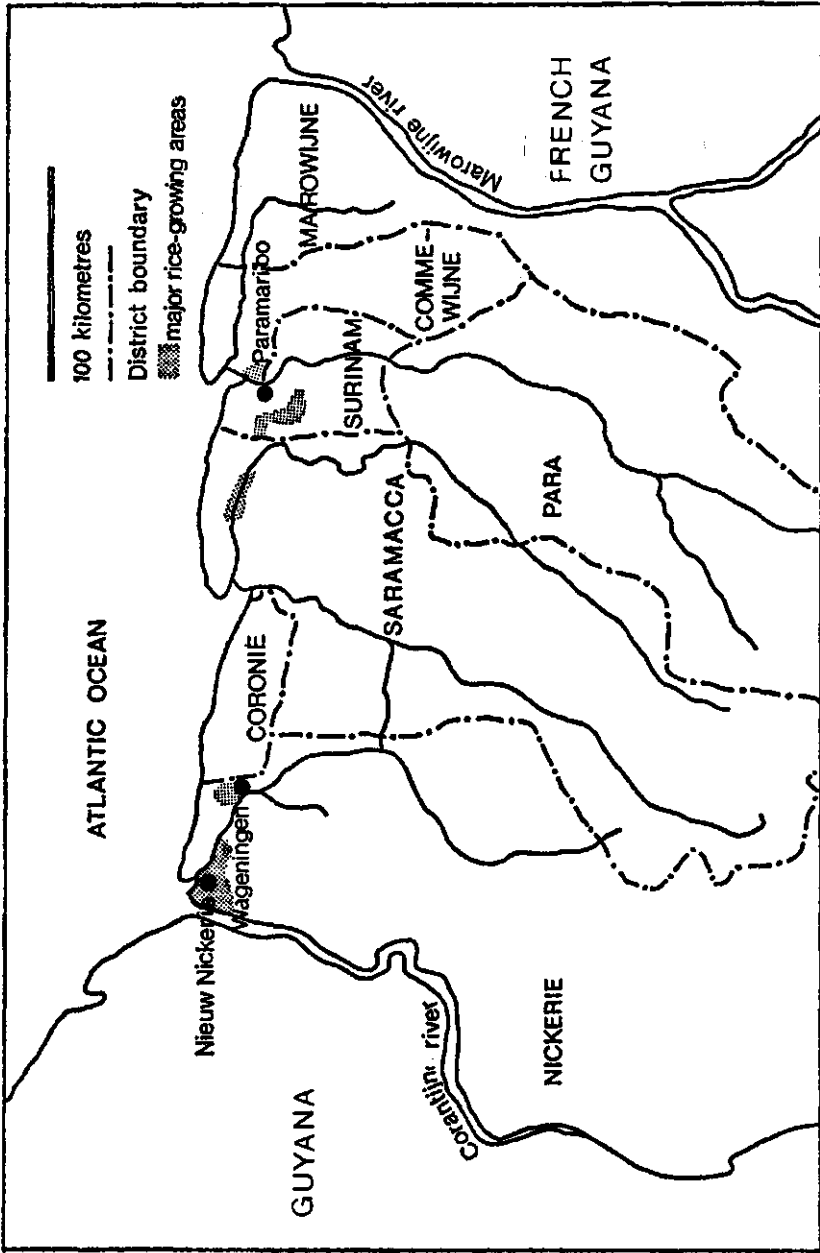 ATLANTIC OCEAN
100 kilometres
District boundary
major rice-growing areas
Nieuw Nickerie
Wageningen
CORONIE
Paramaribo
MAROWIJNE
Marowijne river
GUYANA
SURINAM
COMME-
WIJNE
FRENCH
GUYANA
SARAMACCA
Corantijne river
PARA
NICKERIE